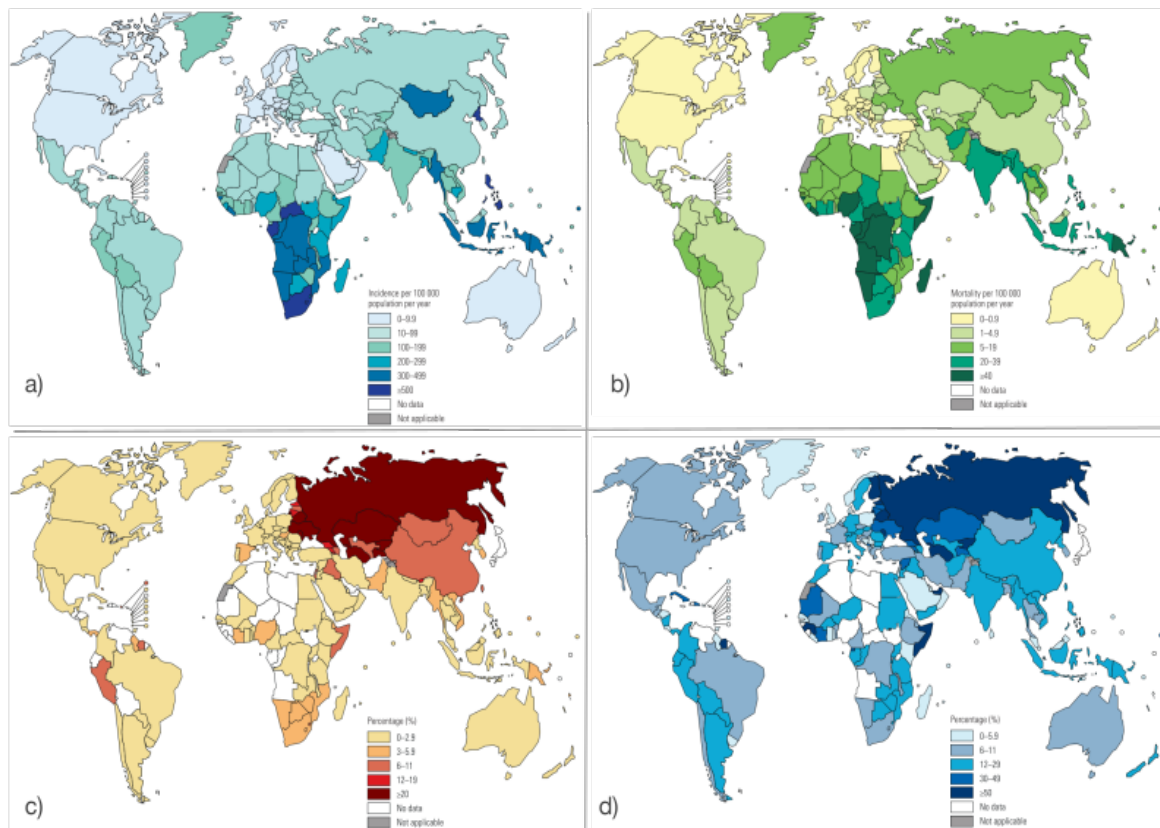 Incidence per 100 000
population per year
0–9.9
10–99
100–199
200–299
300–499
≥500
No data
Not applicable
a)
Mortality per 100 000
population per year
0–0.9
1–4.9
5–19
20–39
≥40
No data
Not applicable
b)
Percentage (%)
0–2.9
3–5.9
6–11
12–19
≥20
No data
Not applicable
c)
Percentage (%)
0–5.9
6–11
12–29
30–49
≥50
No data
Not applicable
d)